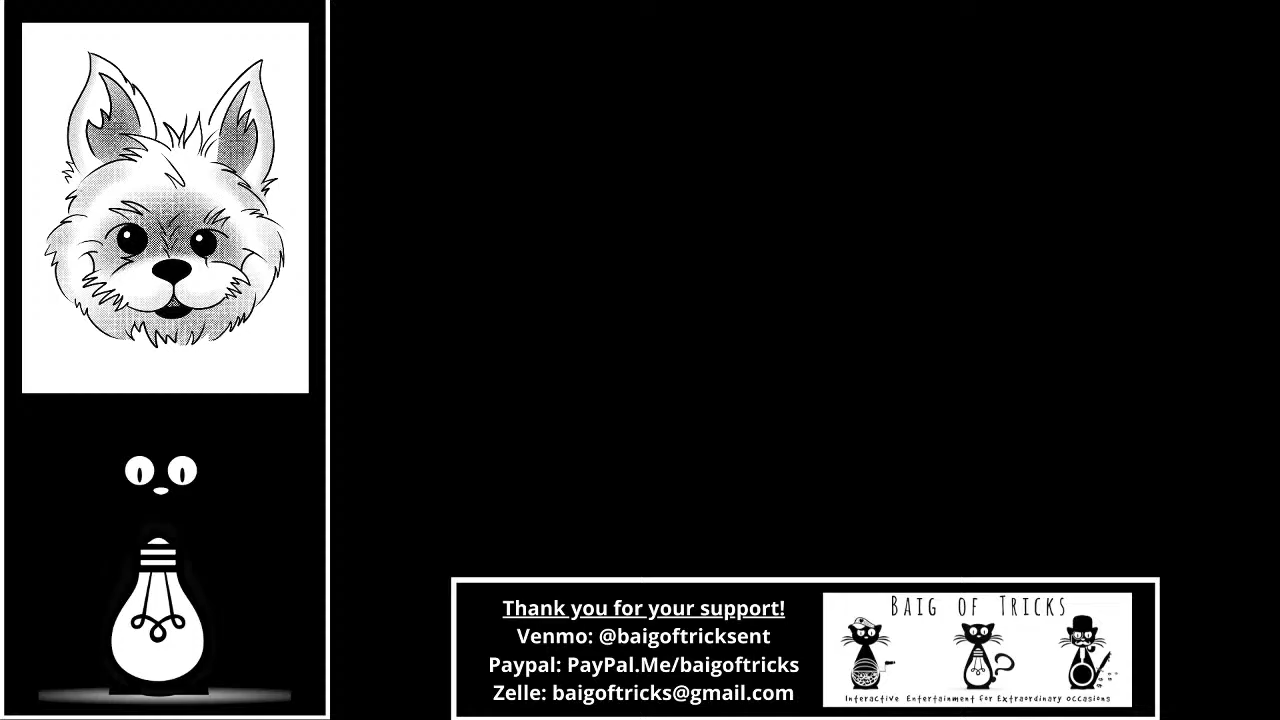 Thank you for your support!
Venmo: @baigoftricksent
Paypal: PayPal.Me/baigoftricks
Zelle: baigoftricks@gmail.com
BAIG OF TRICKS
Interactive Entertainment for Extraordinary occasions